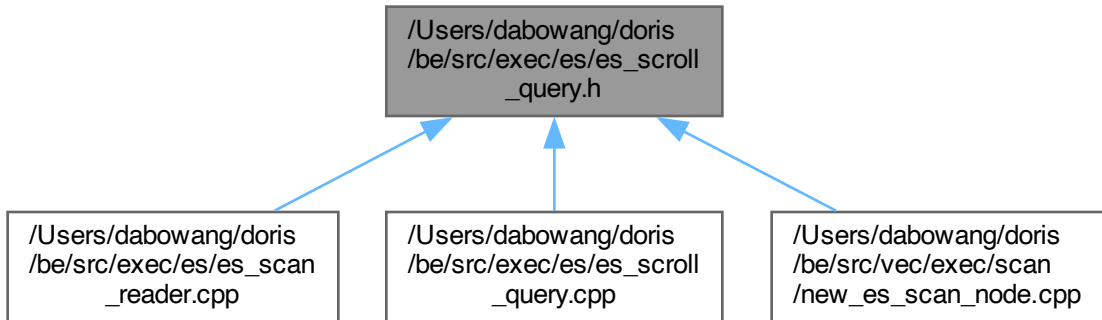 /Users/dabowang/doris
/be/src/exec/es/es_scroll
_query.h
/Users/dabowang/doris
/be/src/exec/es/es_scan
_reader.cpp
/Users/dabowang/doris
/be/src/exec/es/es_scroll
_query.cpp
/Users/dabowang/doris
/be/src/vec/exec/scan
/new_es_scan_node.cpp